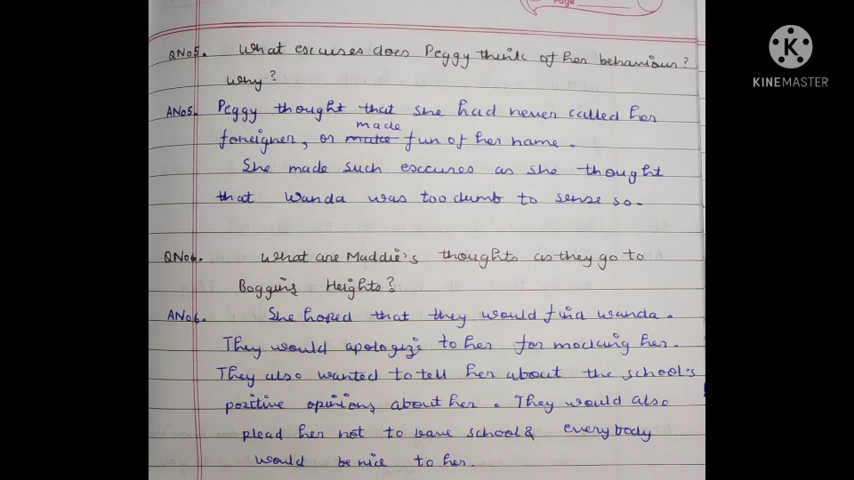 Page
K
KINEMASTER
QNo5. What excuses does Peggy think of her behaviour?
why?
ANo5. Peggy thought that she had never called her
foreigner, or made fun of her name.
She made such excuses as she thought
that Wanda was too dumb to sense so.
QNo6. What are Maddie's thoughts as they go to
Boggins Heights?
ANo6. She hoped that they would find wanda.
They would apologize to her for mocking her.
They also wanted to tell her about the school's
positive opinions about her. They would also
plead her not to leave school & everybody
would be nice to her.